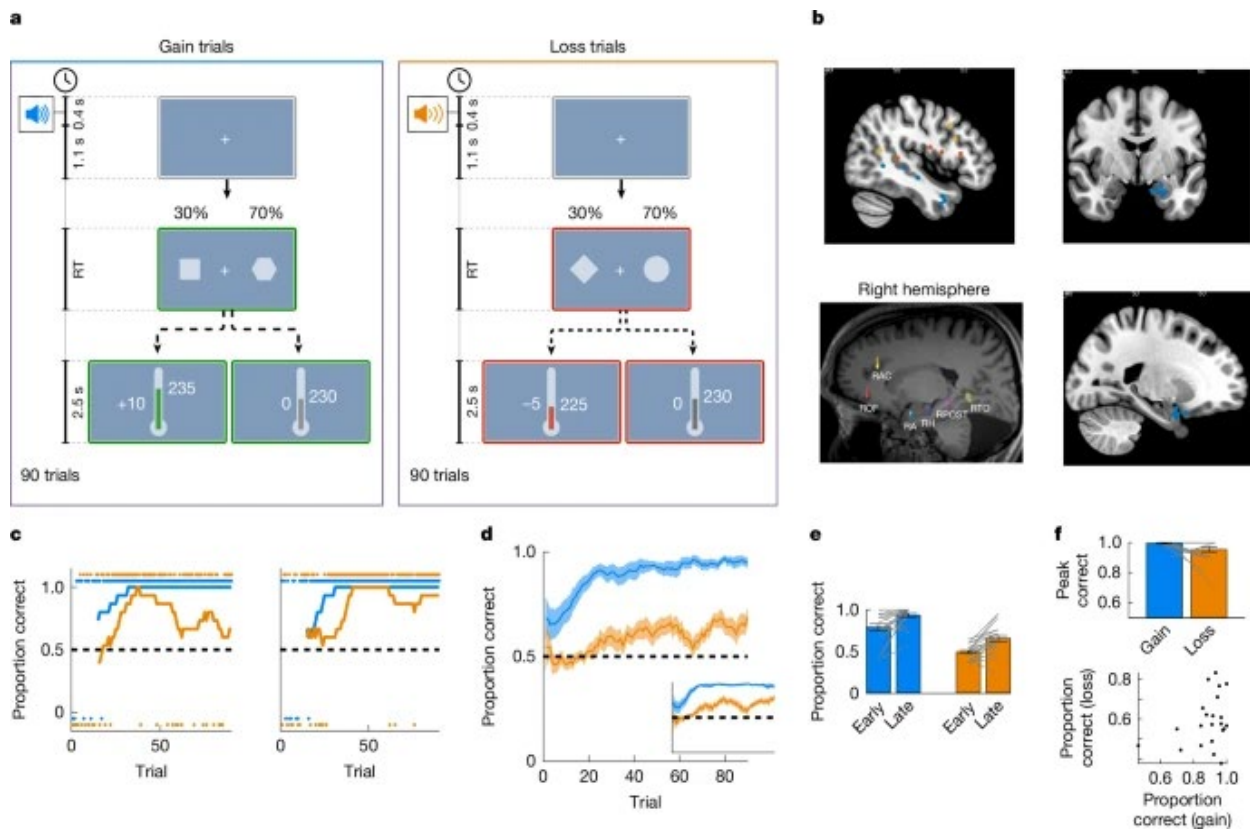 a
Gain trials
Loss trials
0.4 s
1.1 s
30% 70%
RT
2.5 s
+10 235
0 230
90 trials
0.4 s
1.1 s
30% 70%
RT
2.5 s
−5 225
0 230
90 trials
b
Right hemisphere
RAC
ROF
RA
RH
RPOST
RTO
c
Proportion correct
1.0
0.5
0
0 50
Trial
0 50
Trial
d
Proportion correct
1.0
0.5
0
0 20 40 60 80
Trial
e
Proportion
correct
1.0
0.5
0
Early Late Early Late
f
Peak
correct
1.0
0.8
0.6
Gain Loss
Proportion
correct (loss)
0.8
0.6
0.6 0.8 1.0
Proportion
correct (gain)